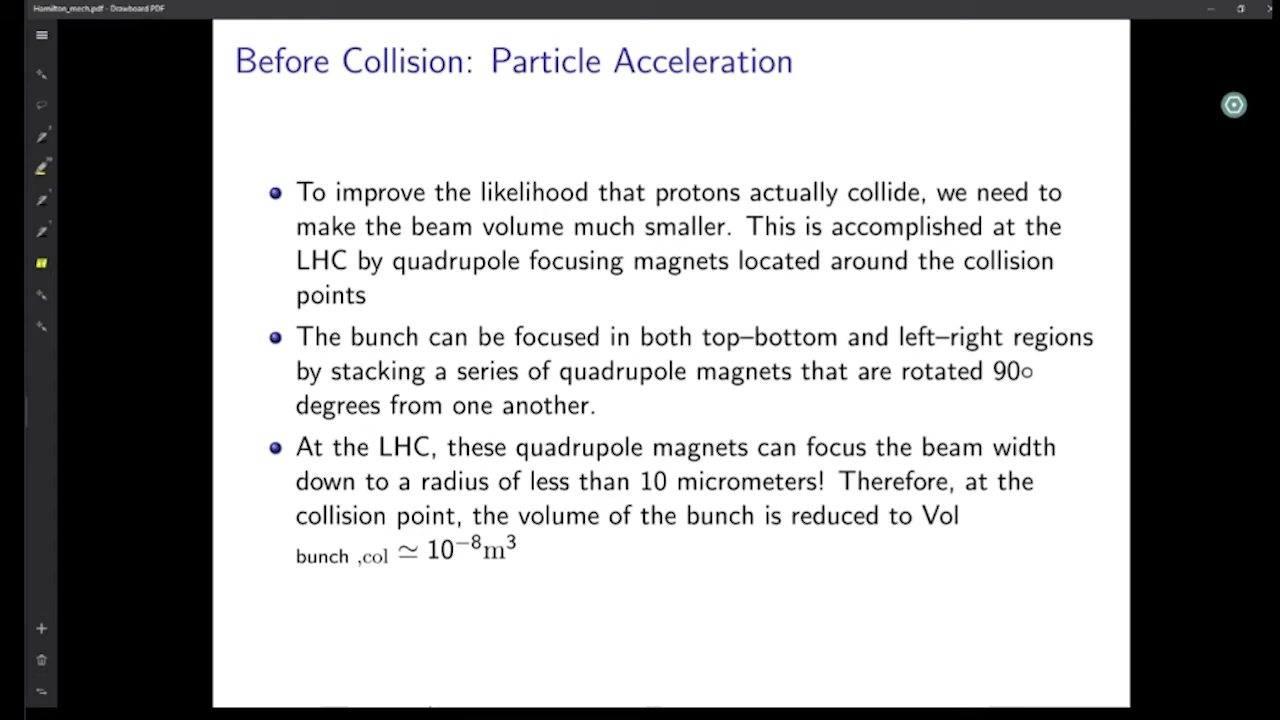 Hamilton_mech.pdf - Drawboard PDF
Before Collision: Particle Acceleration
To improve the likelihood that protons actually collide, we need to
make the beam volume much smaller. This is accomplished at the
LHC by quadrupole focusing magnets located around the collision
points
The bunch can be focused in both top–bottom and left–right regions
by stacking a series of quadrupole magnets that are rotated 90○
degrees from one another.
At the LHC, these quadrupole magnets can focus the beam width
down to a radius of less than 10 micrometers! Therefore, at the
collision point, the volume of the bunch is reduced to Vol
bunch ,col ≃ 10⁻⁸m³